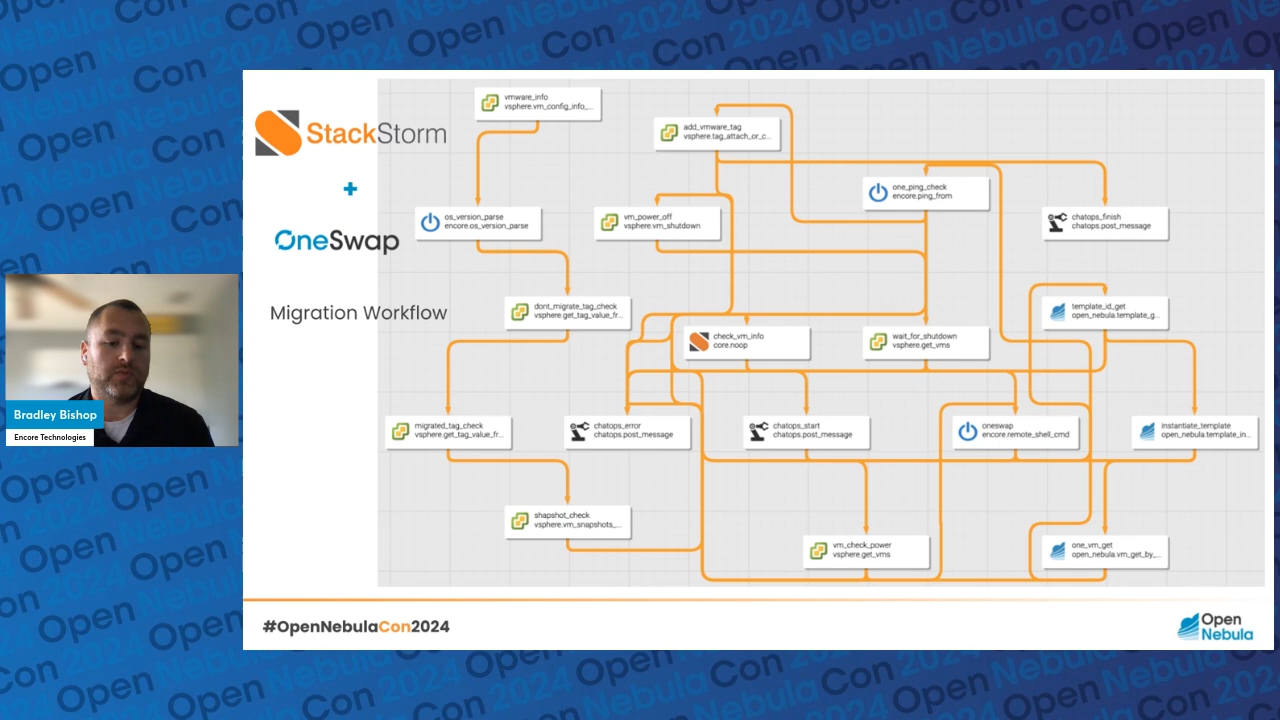 StackStorm
+
OneSwap
Migration Workflow
vmware_info
vsphere.vm_config_info_...
add_vmware_tag
vsphere.tag_attach_or_c...
one_ping_check
encore.ping_from
os_version_parse
encore.os_version_parse
vm_power_off
vsphere.vm_shutdown
chatops_finish
chatops.post_message
dont_migrate_tag_check
vsphere.get_tag_value_fr...
check_vm_info
core.noop
wait_for_shutdown
vsphere.get_vms
template_id_get
open_nebula.template_g...
migrated_tag_check
vsphere.get_tag_value_fr...
chatops_error
chatops.post_message
chatops_start
chatops.post_message
oneswap
encore.remote_shell_cmd
instantiate_template
open_nebula.template_in...
shapshot_check
vsphere.vm_snapshots_...
vm_check_power
vsphere.get_vms
one_vm_get
open_nebula.vm_get_by_...
Bradley Bishop
Encore Technologies
#OpenNebulaCon2024
Open
Nebula